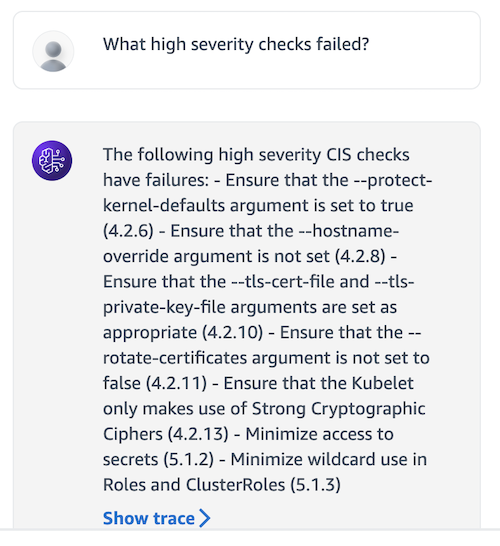 What high severity checks failed?
The following high severity CIS checks
have failures: - Ensure that the --protect-
kernel-defaults argument is set to true
(4.2.6) - Ensure that the --hostname-
override argument is not set (4.2.8) -
Ensure that the --tls-cert-file and --tls-
private-key-file arguments are set as
appropriate (4.2.10) - Ensure that the --
rotate-certificates argument is not set to
false (4.2.11) - Ensure that the Kubelet
only makes use of Strong Cryptographic
Ciphers (4.2.13) - Minimize access to
secrets (5.1.2) - Minimize wildcard use in
Roles and ClusterRoles (5.1.3)
Show trace